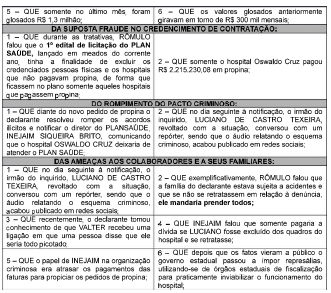 5 – QUE somente no último mês, foram
glosados R$ 1,3 milhão;
6 – QUE os valores glosados anteriormente
giravam em torno de R$ 300 mil mensais;
DA SUPOSTA FRAUDE NO CREDENCIMENTO DE CONTRATAÇÃO:
1 – QUE durante as tratativas, RÔMULO
falou que o 1º edital de licitação do PLAN
SAÚDE, lançado em meados do corrente
ano, tinha a finalidade de excluir os
credenciados pessoas físicas e os hospitais
que não pagavam propina, de forma que
ficassem no plano somente aqueles hospitais
que pagassem propina;
2 – QUE somente o hospital Oswaldo Cruz pagou
R$ 2.215.230,08 em propina;
DO ROMPIMENTO DO PACTO CRIMINOSO:
1 – QUE diante do novo pedido de propina o
declarante resolveu romper os acordos
ilícitos e notificar o diretor do PLANSAÚDE,
INEJAIM SIQUEIRA BRITO, comunicando
que o hospital OSWALDO CRUZ deixaria de
atender o PLAN SAÚDE.
2 – QUE no dia seguinte à notificação, o irmão do
inquirido, LUCIANO DE CASTRO TEXEIRA,
revoltado com a situação, conversou com um
repórter, sendo que o áudio relatando o esquema
criminoso, acabou publicado em redes sociais;
DAS AMEAÇAS AOS COLABORADORES E A SEUS FAMILIARES:
1 – QUE no dia seguinte à notificação, o
irmão do inquirido, LUCIANO DE CASTRO
TEXEIRA, revoltado com a situação,
conversou com um repórter, sendo que o
áudio relatando o esquema criminoso,
acabou publicado em redes sociais;
2 – QUE exemplificativamente, RÔMULO falou que
a família do declarante estava sujeita a acidentes e
que se não se retratassem em relação à denúncia,
ele mandaria prender todos;
3 – QUE recentemente, o declarante tomou
conhecimento de que VALTER recebeu uma
ligação em que uma pessoa disse que ele
seria todo picotado
4 – QUE INEJAIM falou que somente pagaria a
dívida se LUCIANO fosse excluído dos quadros do
hospital e se retratasse;
5 – QUE o papel de INEJAIM na organização
criminosa era atrasar os pagamentos das
faturas para propiciar os pedidos de propina;
6 – QUE depois que os fatos vieram a público o
governo estadual passou a impor represálias,
utilizando-se de órgãos estaduais de fiscalização
para praticamente inviabilizar o funcionamento do
hospital;